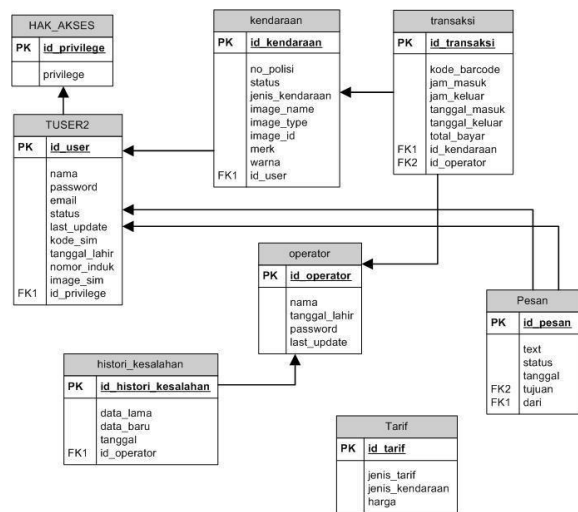 HAK_AKSES
PK id_privilege
privilege
TUSER2
PK id_user
nama
password
email
status
last_update
kode_sim
tanggal_lahir
nomor_induk
image_sim
FK1 id_privilege
kendaraan
PK id_kendaraan
no_polisi
status
jenis_kendaraan
image_name
image_type
image_id
merk
warna
FK1 id_user
transaksi
PK id_transaksi
kode_barcode
jam_masuk
jam_keluar
tanggal_masuk
tanggal_keluar
total_bayar
FK1 id_kendaraan
FK2 id_operator
operator
PK id_operator
nama
tanggal_lahir
password
last_update
Pesan
PK id_pesan
text
status
tanggal
FK2 tujuan
FK1 dari
histori_kesalahan
PK id_histori_kesalahan
data_lama
data_baru
tanggal
FK1 id_operator
Tarif
PK id_tarif
jenis_tarif
jenis_kendaraan
harga